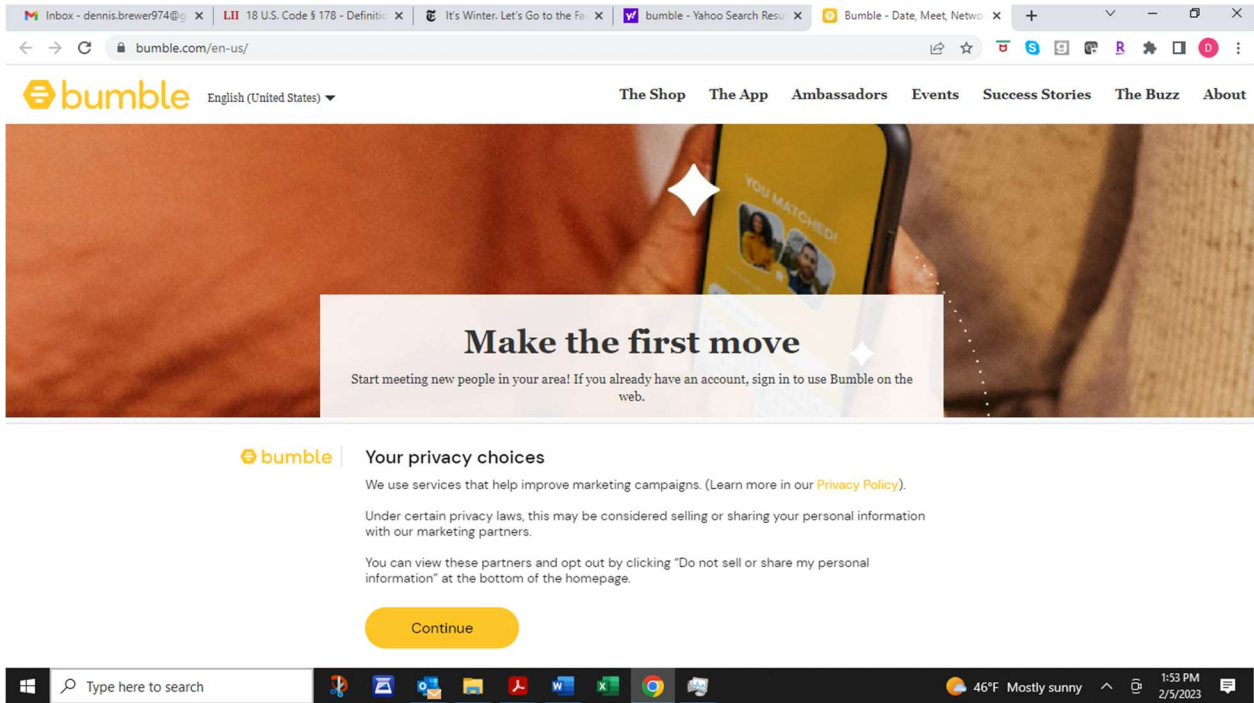 Inbox - dennis.brewer974@g
LII 18 U.S. Code § 178 - Definitio
It's Winter. Let's Go to the Fa
bumble - Yahoo Search Resu
Bumble - Date, Meet, Netwo
bumble.com/en-us/
bumble
English (United States)
The Shop The App Ambassadors Events Success Stories The Buzz About
YOU MATCHED!
Make the first move
Start meeting new people in your area! If you already have an account, sign in to use Bumble on the
web.
bumble
Your privacy choices
We use services that help improve marketing campaigns. (Learn more in our Privacy Policy).
Under certain privacy laws, this may be considered selling or sharing your personal information
with our marketing partners.
You can view these partners and opt out by clicking "Do not sell or share my personal
information" at the bottom of the homepage.
Continue
Type here to search
46°F Mostly sunny
1:53 PM
2/5/2023